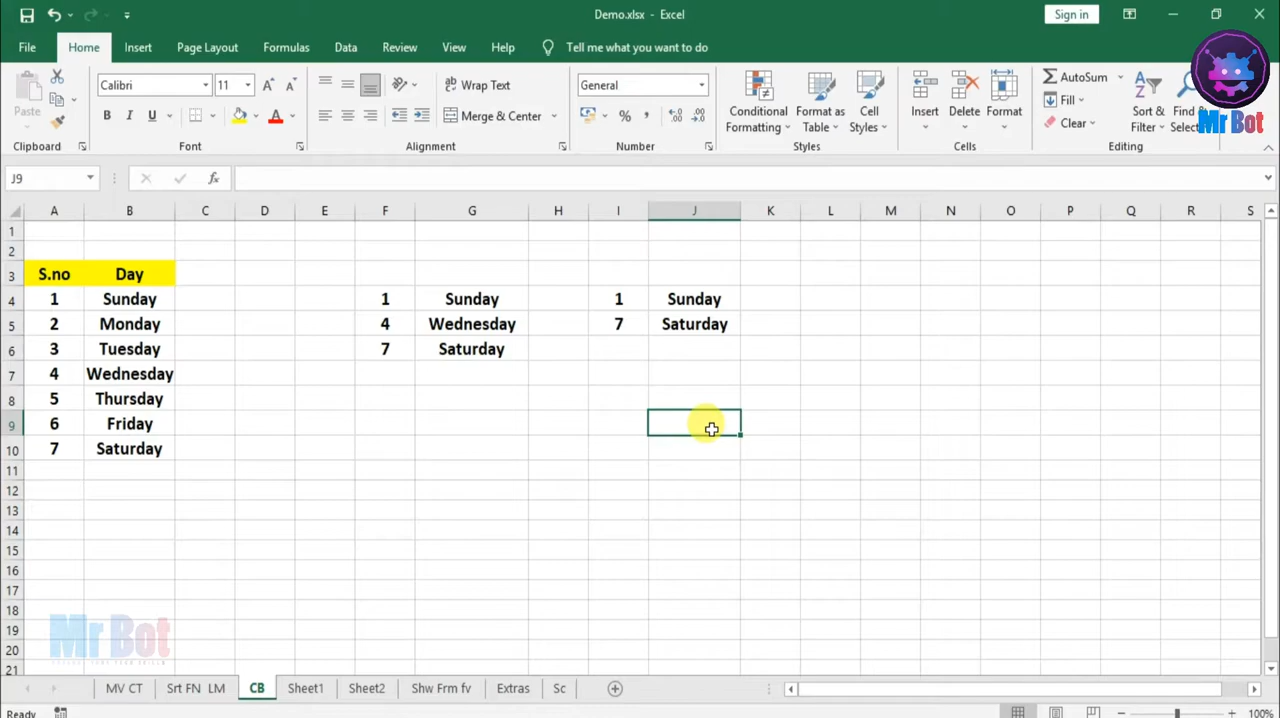 Demo.xlsx - Excel
Sign in
File Home Insert Page Layout Formulas Data Review View Help Tell me what you want to do
Paste
Clipboard
Calibri 11
B I U A
Font
Wrap Text
Merge & Center
Alignment
General
%
Number
Conditional Formatting
Format as Table
Cell Styles
Styles
Insert Delete Format
Cells
AutoSum
Fill
Clear
Sort & Filter
Find & Select
Editing
Mr Bot
J9
fx
A B C D E F G H I J K L M N O P Q R S
1
2
3 S.no Day
4 1 Sunday 1 Sunday 1 Sunday
5 2 Monday 4 Wednesday 7 Saturday
6 3 Tuesday 7 Saturday
7 4 Wednesday
8 5 Thursday
9 6 Friday
10 7 Saturday
11
12
13
14
15
16
17
18
19
20
21
Mr Bot
MV CT Srt FN LM CB Sheet1 Sheet2 Shw Frm fv Extras Sc
Ready
100%